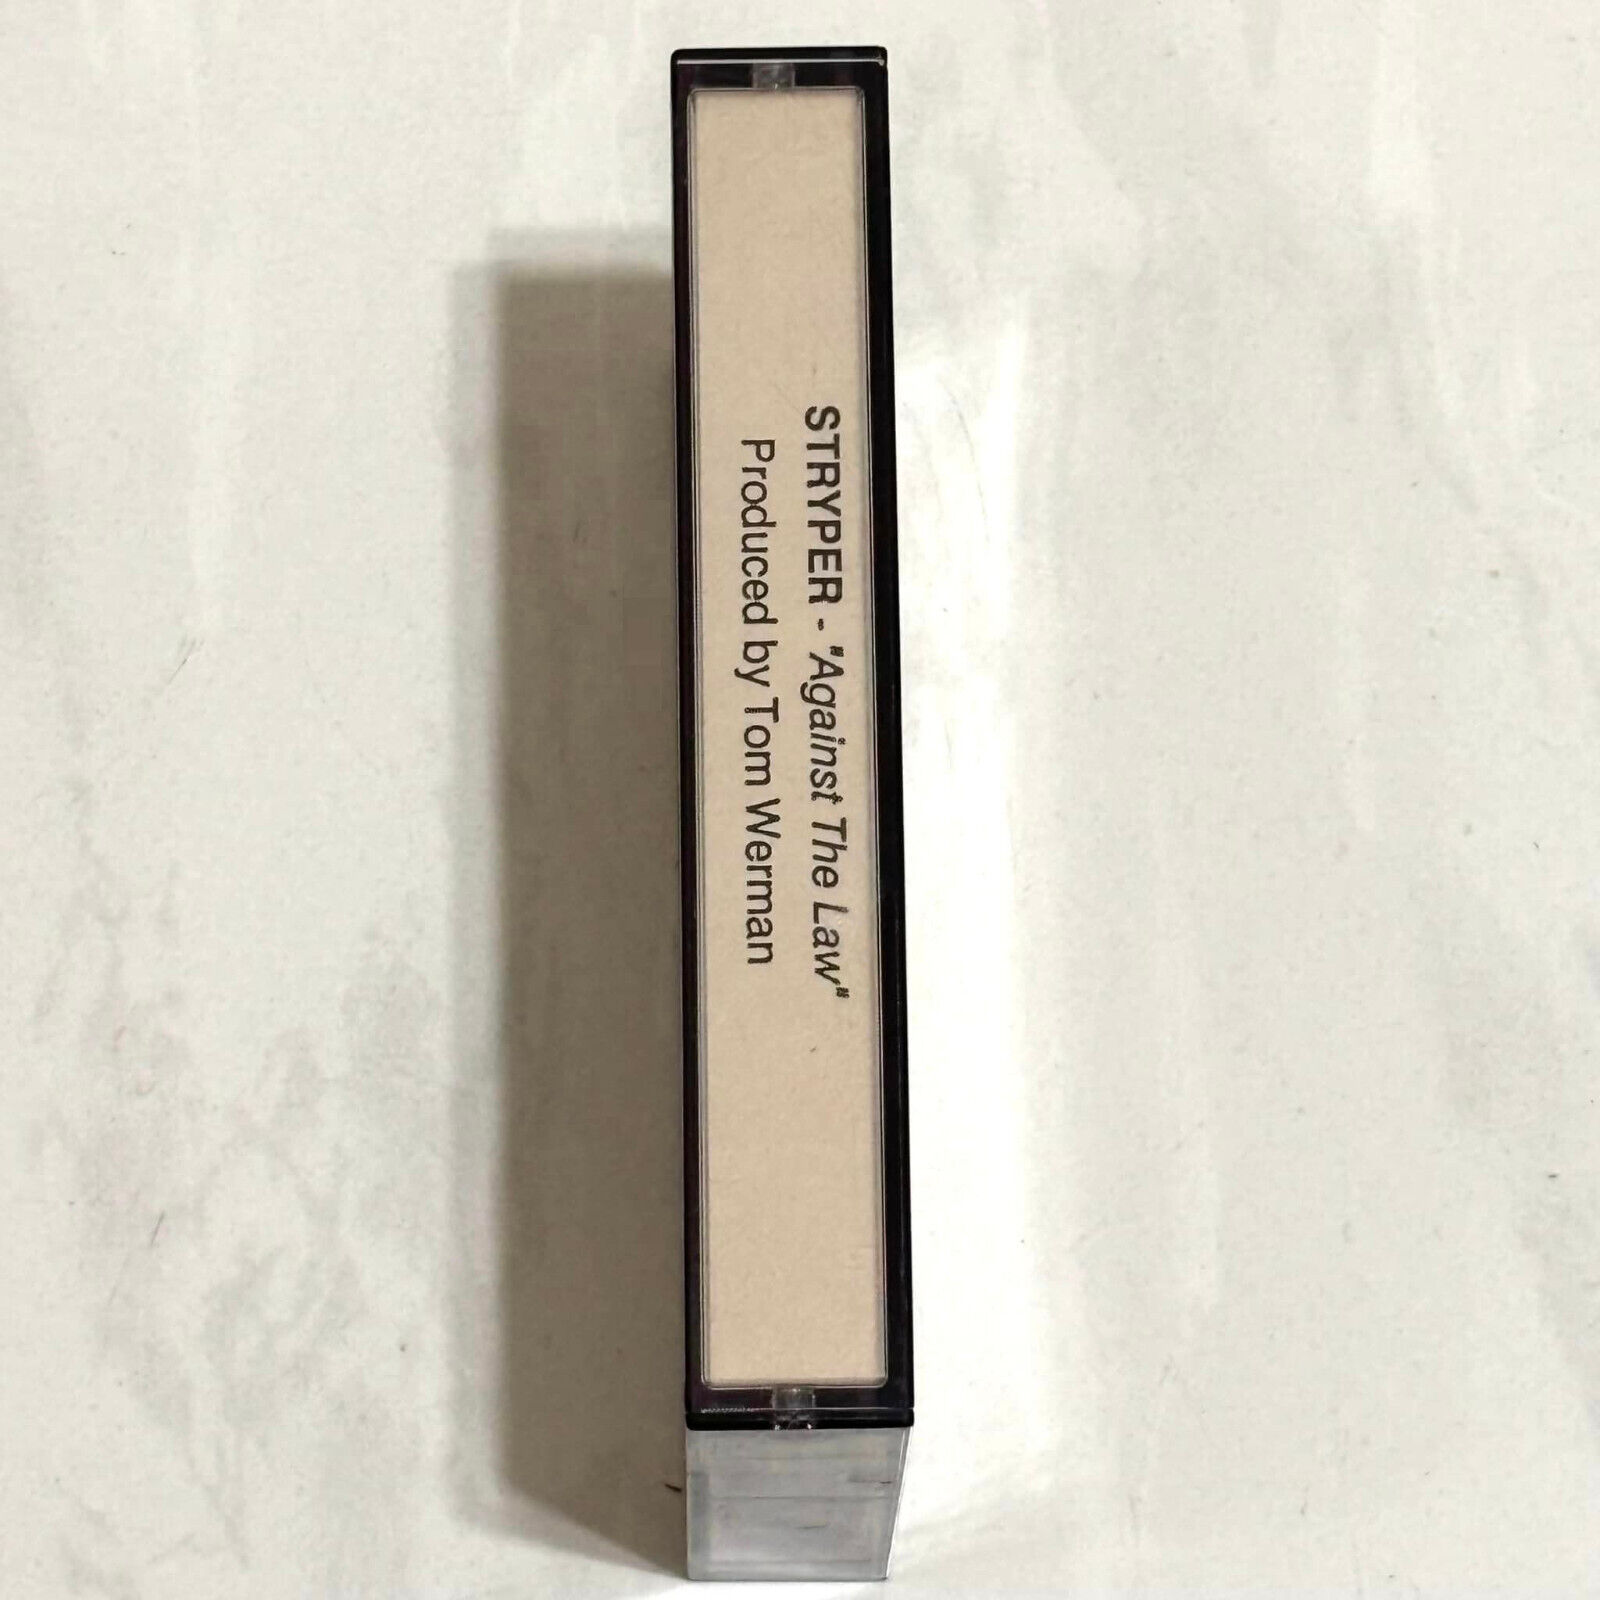 STRYPER - "Against The Law"
Produced by Tom Werman